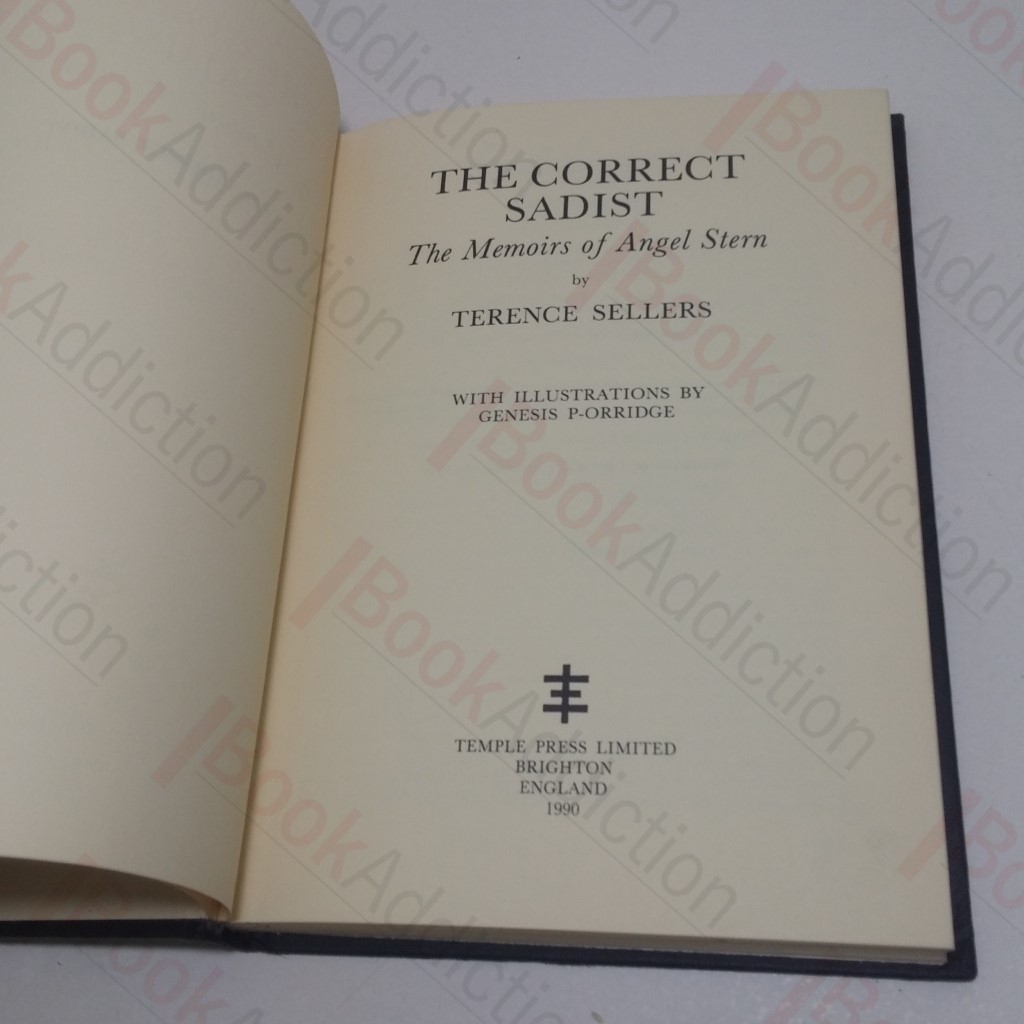 THE CORRECT
SADIST
The Memoirs of Angel Stern
by
TERENCE SELLERS
WITH ILLUSTRATIONS BY
GENESIS P-ORRIDGE
TEMPLE PRESS LIMITED
BRIGHTON
ENGLAND
1990
BookAddiction